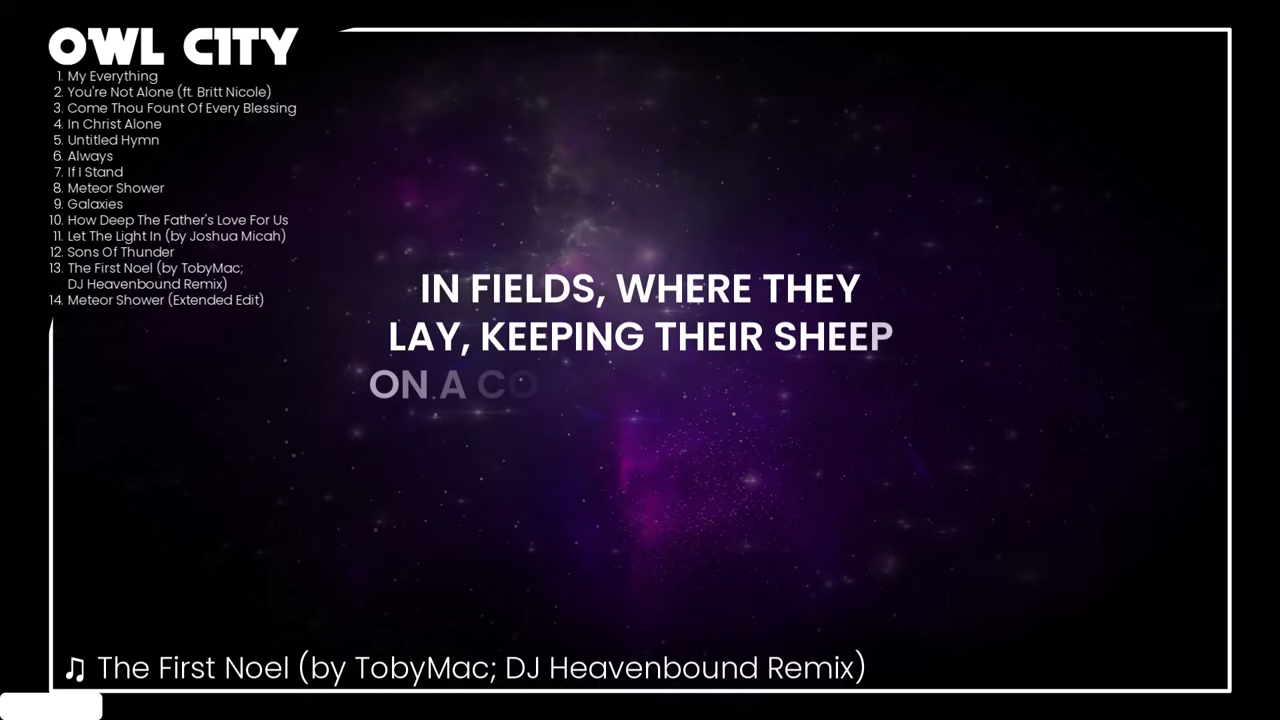 OWL CITY
1. My Everything
2. You're Not Alone (ft. Britt Nicole)
3. Come Thou Fount Of Every Blessing
4. In Christ Alone
5. Untitled Hymn
6. Always
7. If I Stand
8. Meteor Shower
9. Galaxies
10. How Deep The Father's Love For Us
11. Let The Light In (by Joshua Micah)
12. Sons Of Thunder
13. The First Noel (by TobyMac;
DJ Heavenbound Remix)
14. Meteor Shower (Extended Edit)
IN FIELDS, WHERE THEY
LAY, KEEPING THEIR SHEEP
ON A CO
♫ The First Noel (by TobyMac; DJ Heavenbound Remix)